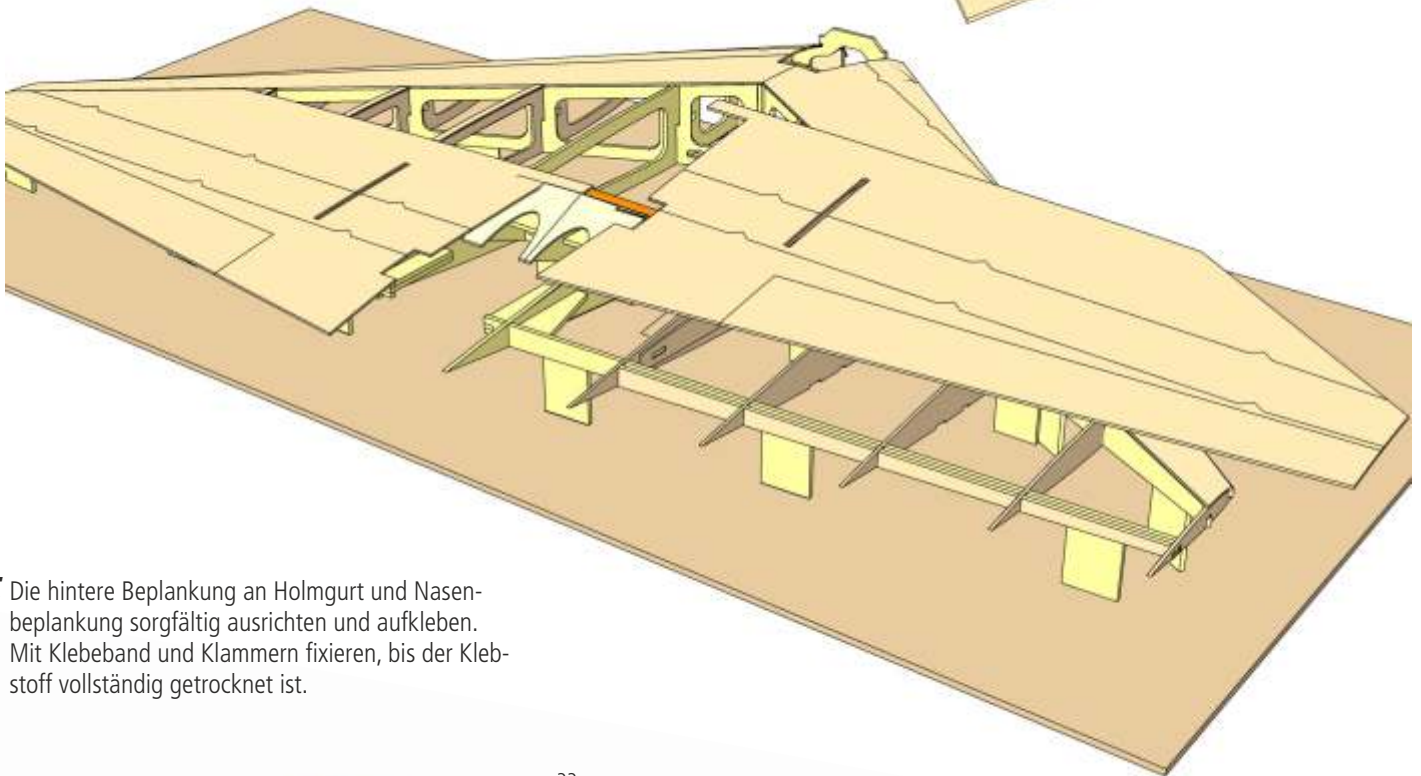 Die hintere Beplankung an Holmgurt und Nasen-
beplankung sorgfältig ausrichten und aufkleben.
Mit Klebeband und Klammern fixieren, bis der Kleb-
stoff vollständig getrocknet ist.